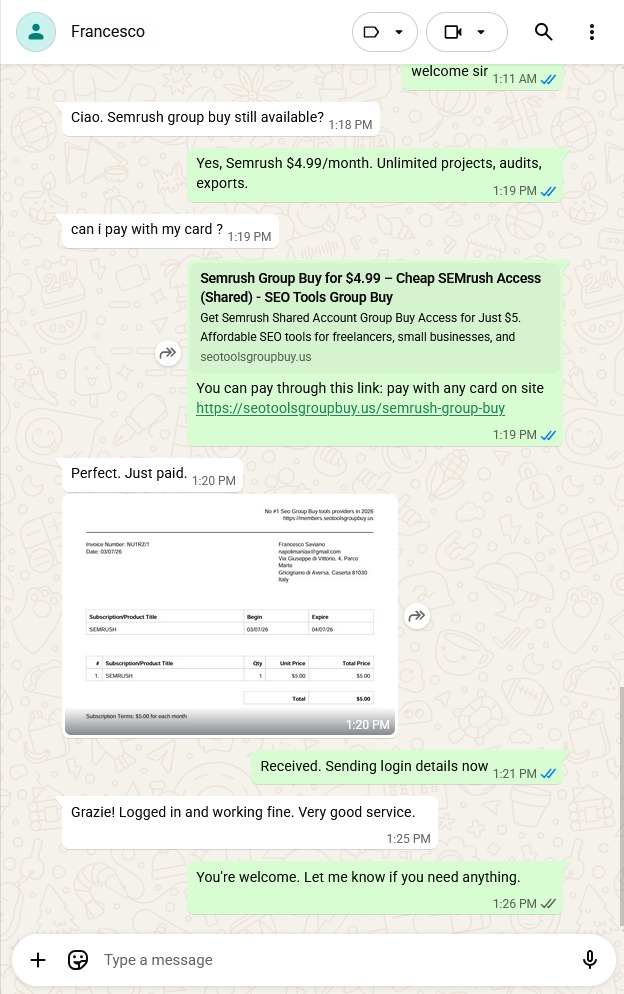 Francesco
welcome sir
1:11 AM
Ciao. Semrush group buy still available?
1:18 PM
Yes, Semrush $4.99/month. Unlimited projects, audits,
exports.
1:19 PM
can i pay with my card ?
1:19 PM
Semrush Group Buy for $4.99 – Cheap SEMrush Access
(Shared) - SEO Tools Group Buy
Get Semrush Shared Account Group Buy Access for Just $5.
Affordable SEO tools for freelancers, small businesses, and
seotoolsgroupbuy.us
You can pay through this link: pay with any card on site
https://seotoolsgroupbuy.us/semrush-group-buy
1:19 PM
Perfect. Just paid.
1:20 PM
No #1 Seo Group Buy tools providers in 2026
https://members.seotoolsgroupbuy.us
Invoice Number: NU1RZ/1
Date: 03/07/26
Francesco Saviano
napolimaniax@gmail.com
Via Giuseppe di Vittorio, 4, Parco
Marte
Gricignano di Aversa, Caserta 81030
Italy
Subscription/Product Title Begin Expire
SEMRUSH 03/07/26 04/07/26
# Subscription/Product Title Qty Unit Price Total Price
1. SEMRUSH 1 $5.00 $5.00
Total $5.00
Subscription Terms: $5.00 for each month
1:20 PM
Received. Sending login details now
1:21 PM
Grazie! Logged in and working fine. Very good service.
1:25 PM
You're welcome. Let me know if you need anything.
1:26 PM
Type a message